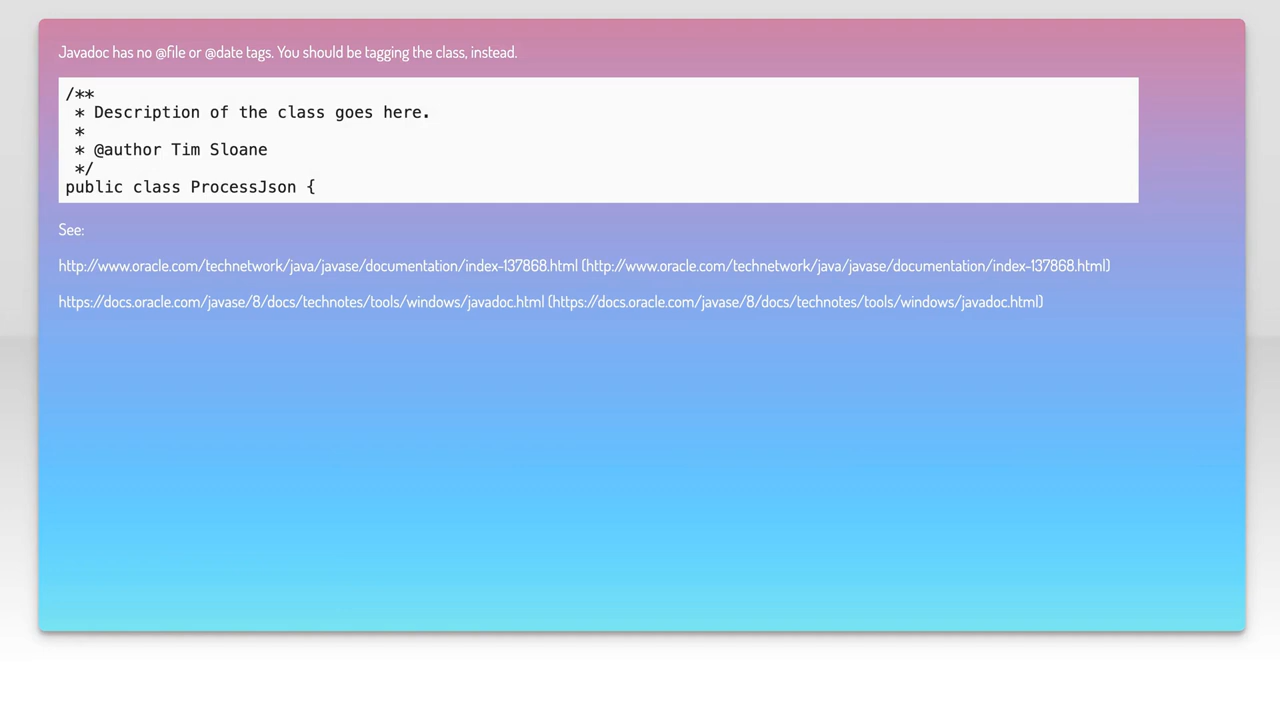 Javadoc has no @file or @date tags. You should be tagging the class, instead.
/**
 * Description of the class goes here.
 *
 * @author Tim Sloane
 */
public class ProcessJson {
See:
http://www.oracle.com/technetwork/java/javase/documentation/index-137868.html (http://www.oracle.com/technetwork/java/javase/documentation/index-137868.html)
https://docs.oracle.com/javase/8/docs/technotes/tools/windows/javadoc.html (https://docs.oracle.com/javase/8/docs/technotes/tools/windows/javadoc.html)